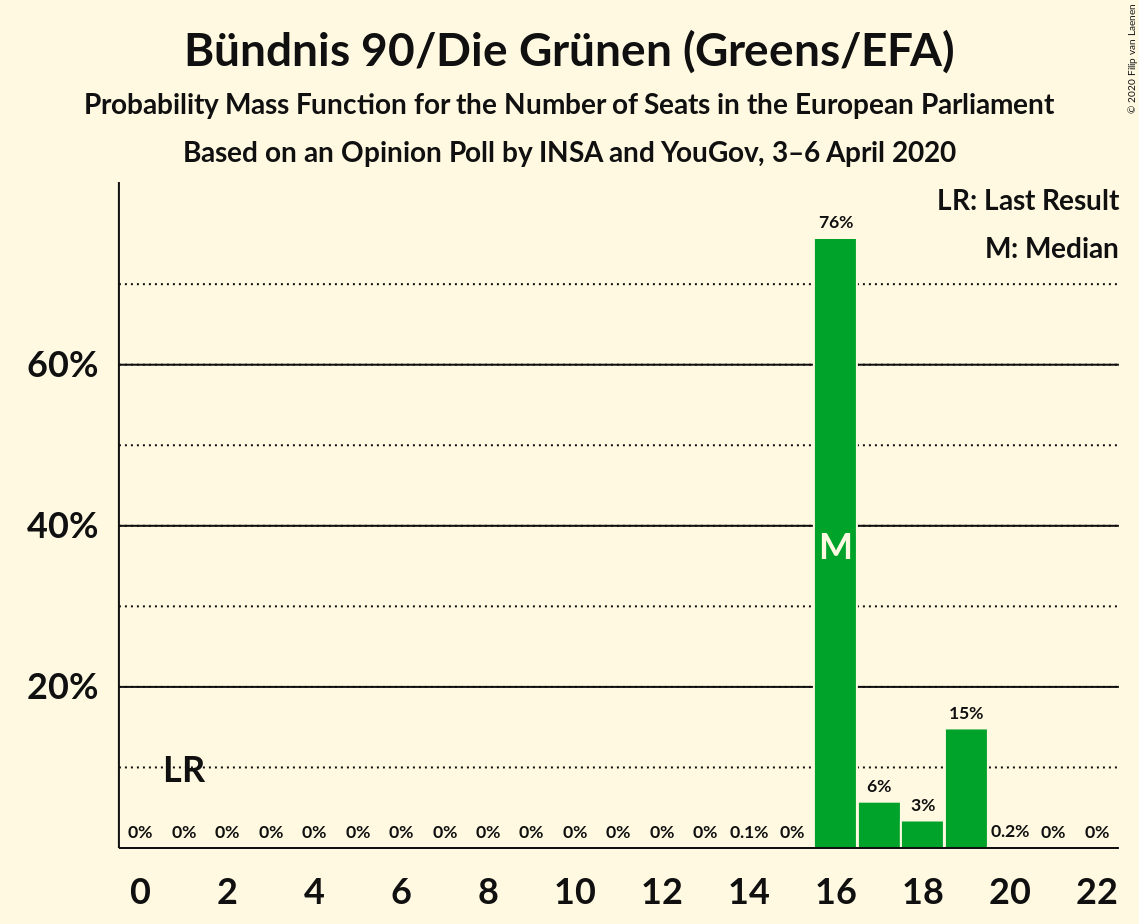 Bündnis 90/Die Grünen (Greens/EFA)
Probability Mass Function for the Number of Seats in the European Parliament
Based on an Opinion Poll by INSA and YouGov, 3–6 April 2020
© 2020 Filip van Laenen
LR: Last Result
M: Median
76%
60%
40%
M
20%
15%
LR
6%
3%
0% 0% 0% 0% 0% 0% 0% 0% 0% 0% 0% 0% 0% 0% 0.1% 0% 0.2% 0% 0%
0 2 4 6 8 10 12 14 16 18 20 22